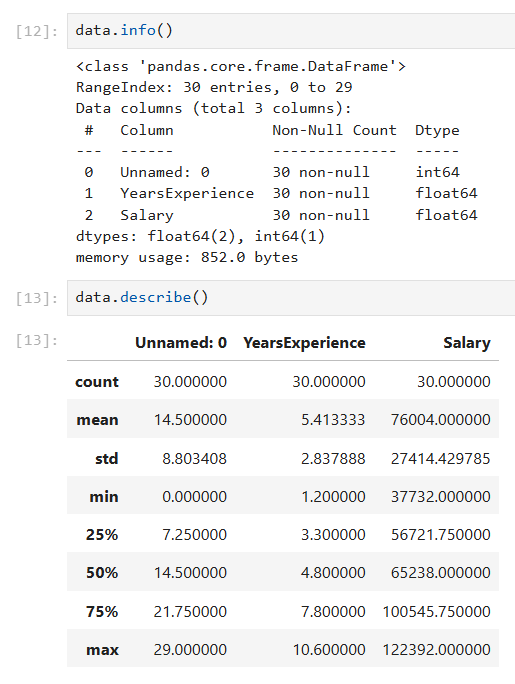 [12]: data.info()
<class 'pandas.core.frame.DataFrame'>
RangeIndex: 30 entries, 0 to 29
Data columns (total 3 columns):
 #   Column           Non-Null Count  Dtype
---  ------           --------------  -----
 0   Unnamed: 0       30 non-null     int64
 1   YearsExperience  30 non-null     float64
 2   Salary           30 non-null     float64
dtypes: float64(2), int64(1)
memory usage: 852.0 bytes
[13]: data.describe()
[13]: Unnamed: 0 YearsExperience Salary
count 30.000000 30.000000 30.000000
mean 14.500000 5.413333 76004.000000
std 8.803408 2.837888 27414.429785
min 0.000000 1.200000 37732.000000
25% 7.250000 3.300000 56721.750000
50% 14.500000 4.800000 65238.000000
75% 21.750000 7.800000 100545.750000
max 29.000000 10.600000 122392.000000